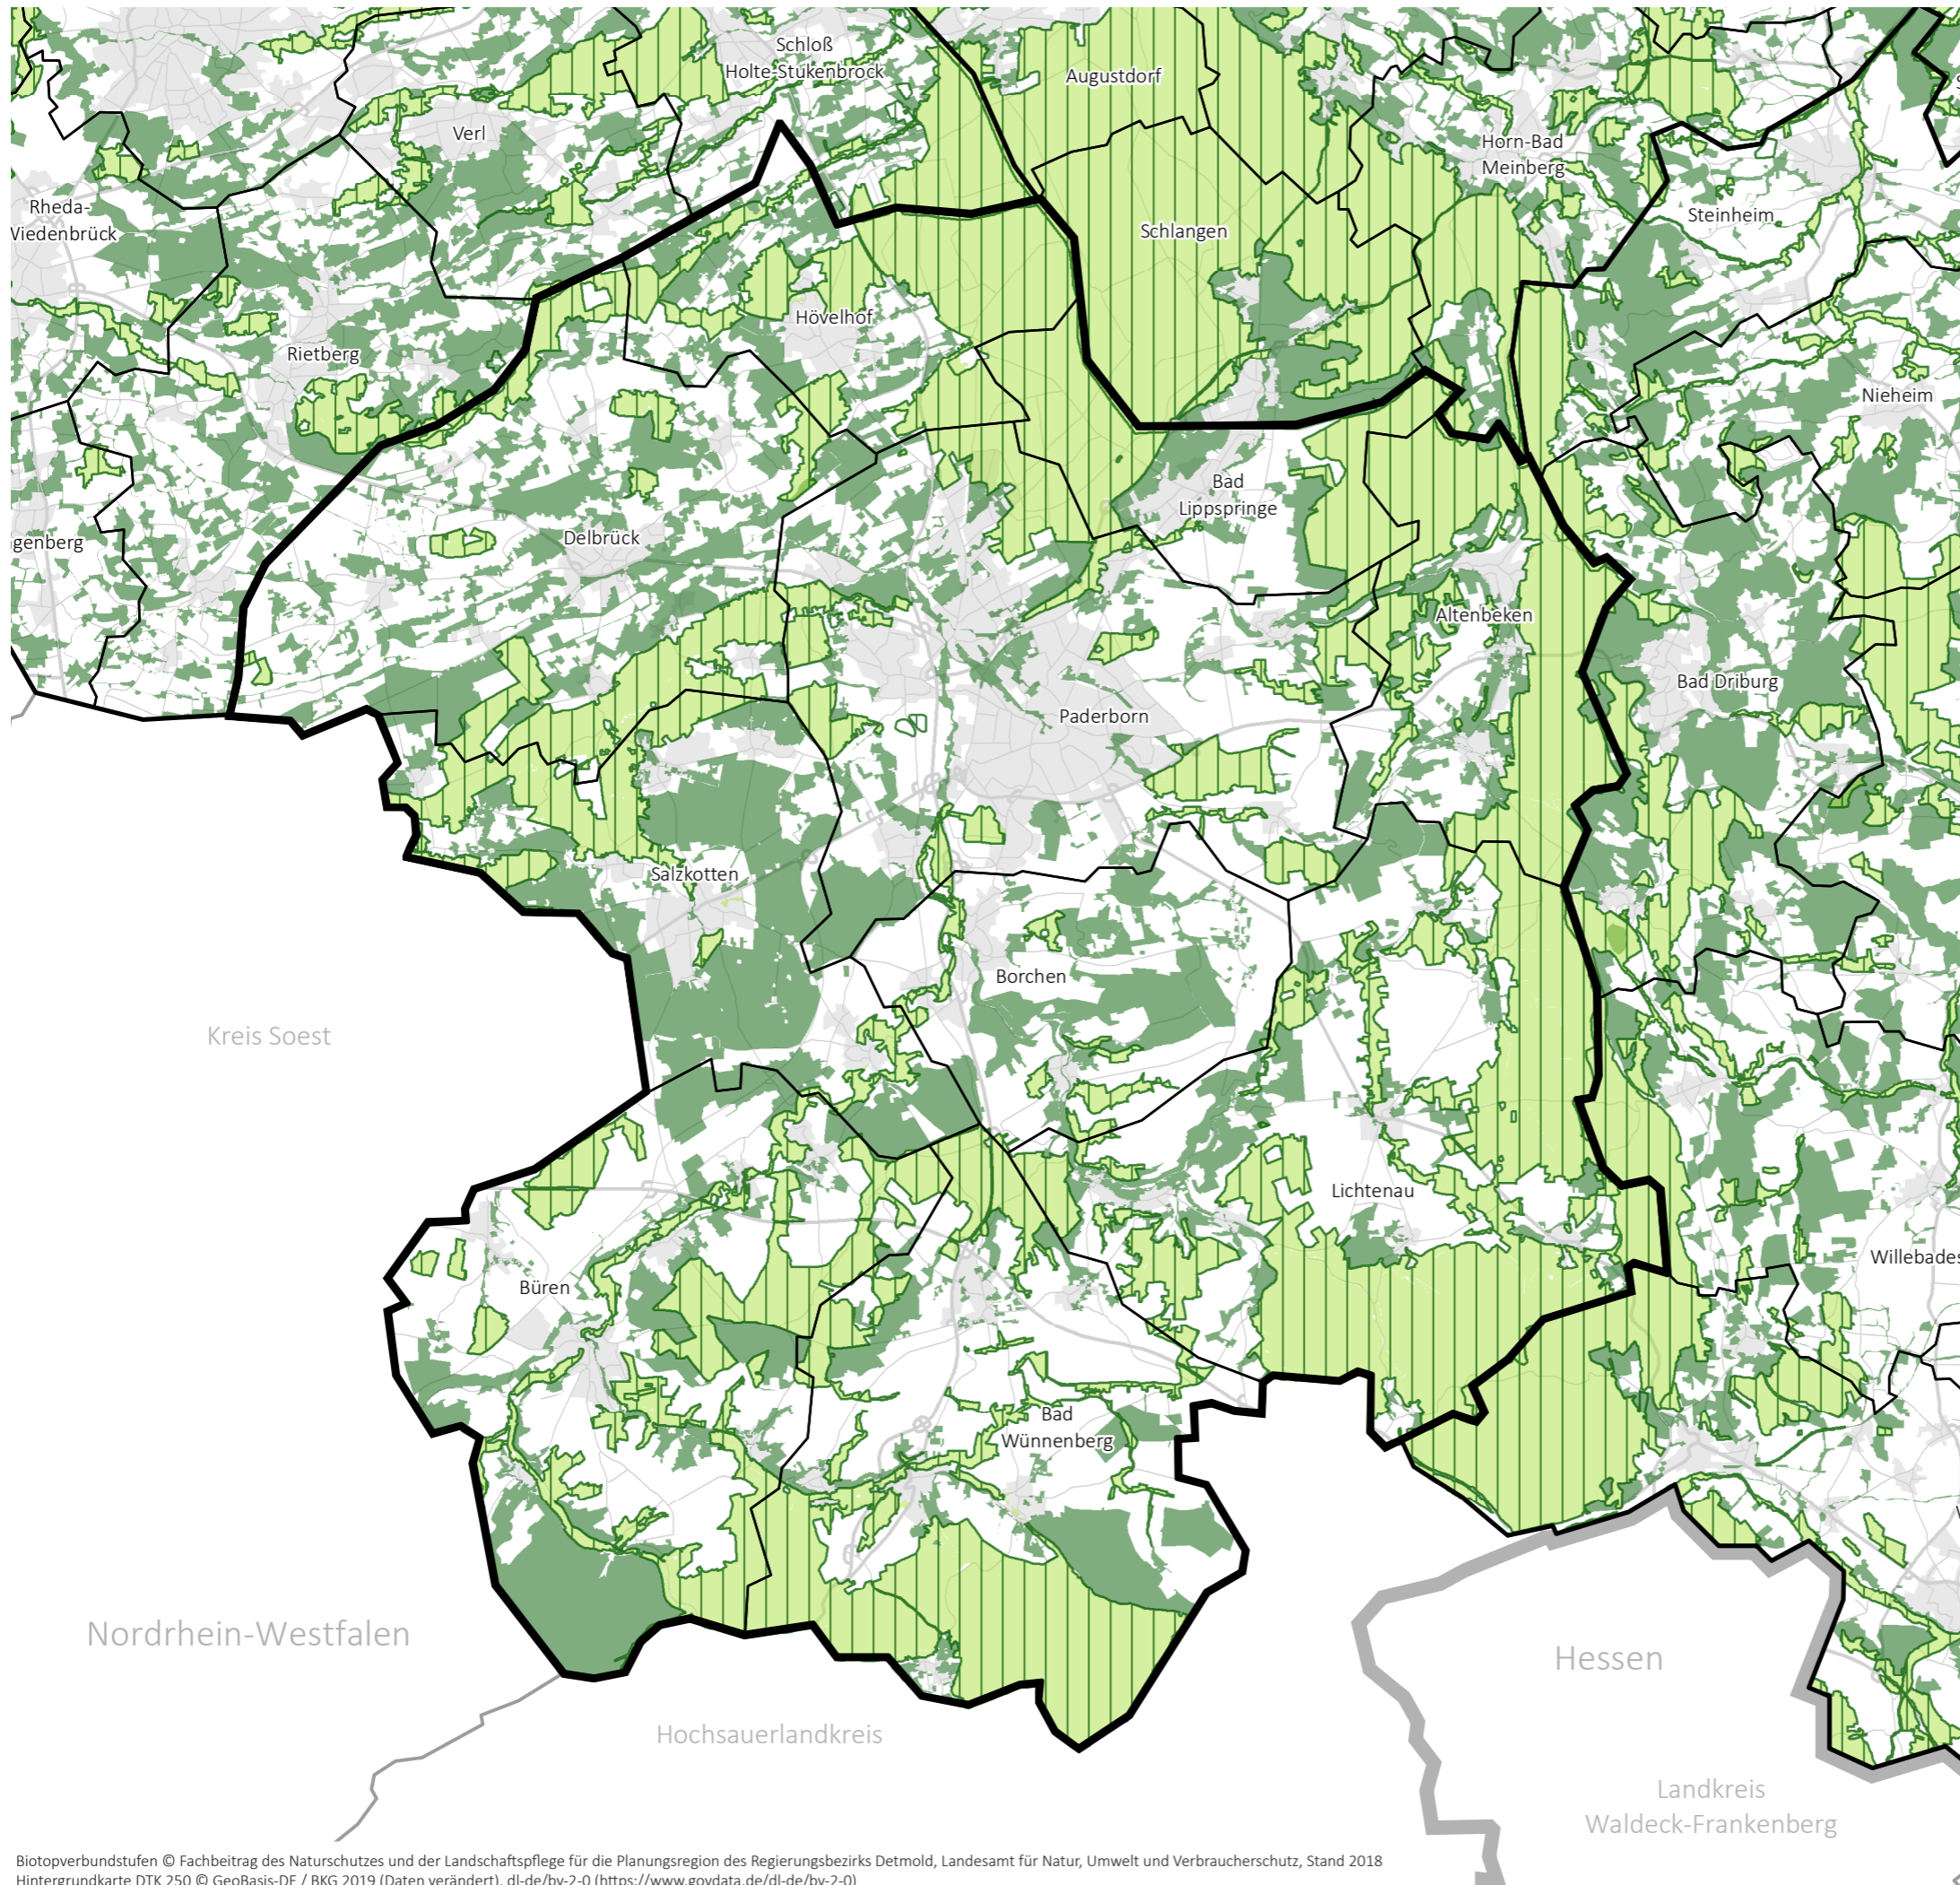 Schloß
Holte-Stukenbrock
Augustdorf
Verl
Horn-Bad
Meinberg
Rheda-
Wiedenbrück
Steinheim
Schlangen
Hövelhof
Rietberg
Nieheim
Bad
Lippspringe
Delbrück
genberg
Altenbeken
Bad Driburg
Paderborn
Salzkotten
Borchen
Kreis Soest
Lichtenau
Willebades
Büren
Bad
Wünnenberg
Nordrhein-Westfalen
Hessen
Hochsauerlandkreis
Landkreis
Waldeck-Frankenberg
Biotopverbundstufen © Fachbeitrag des Naturschutzes und der Landschaftspflege für die Planungsregion des Regierungsbezirks Detmold, Landesamt für Natur, Umwelt und Verbraucherschutz, Stand 2018
Hintergrundkarte DTK 250 © GeoBasis-DE / BKG 2019 (Daten verändert), dl-de/by-2-0 (https://www.govdata.de/dl-de/by-2-0)